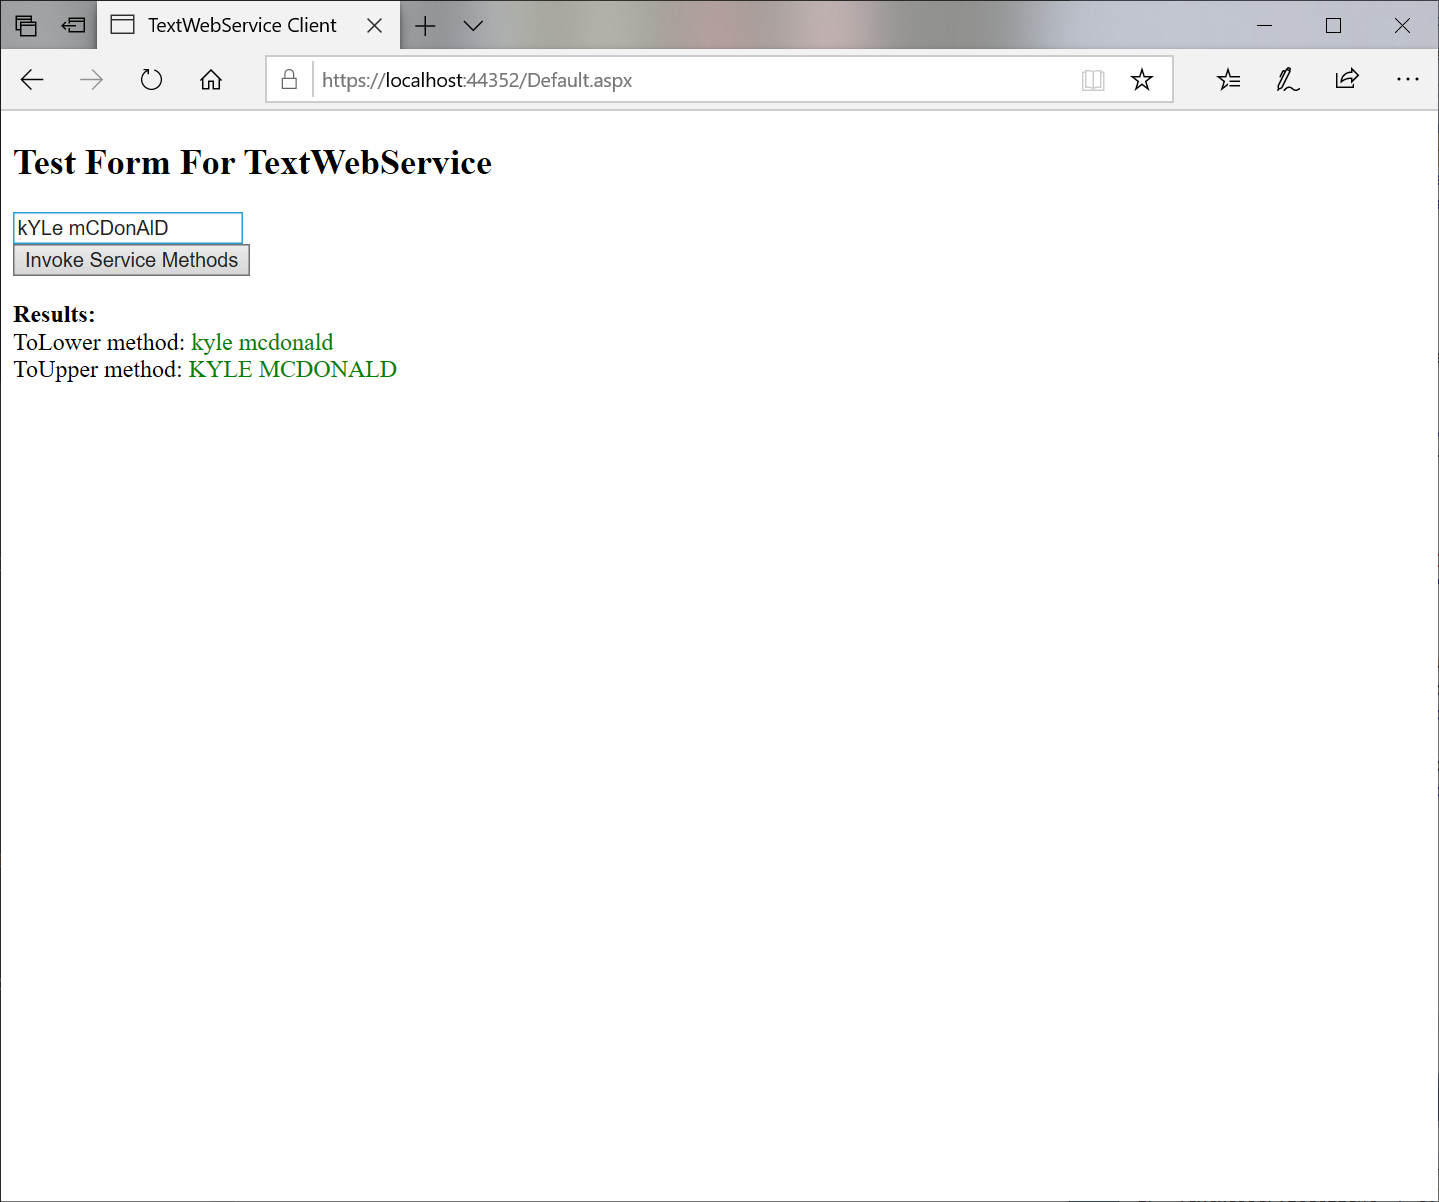 TextWebService Client
https://localhost:44352/Default.aspx
Test Form For TextWebService
kYLe mCDonAlD
Invoke Service Methods
Results:
ToLower method: kyle mcdonald
ToUpper method: KYLE MCDONALD